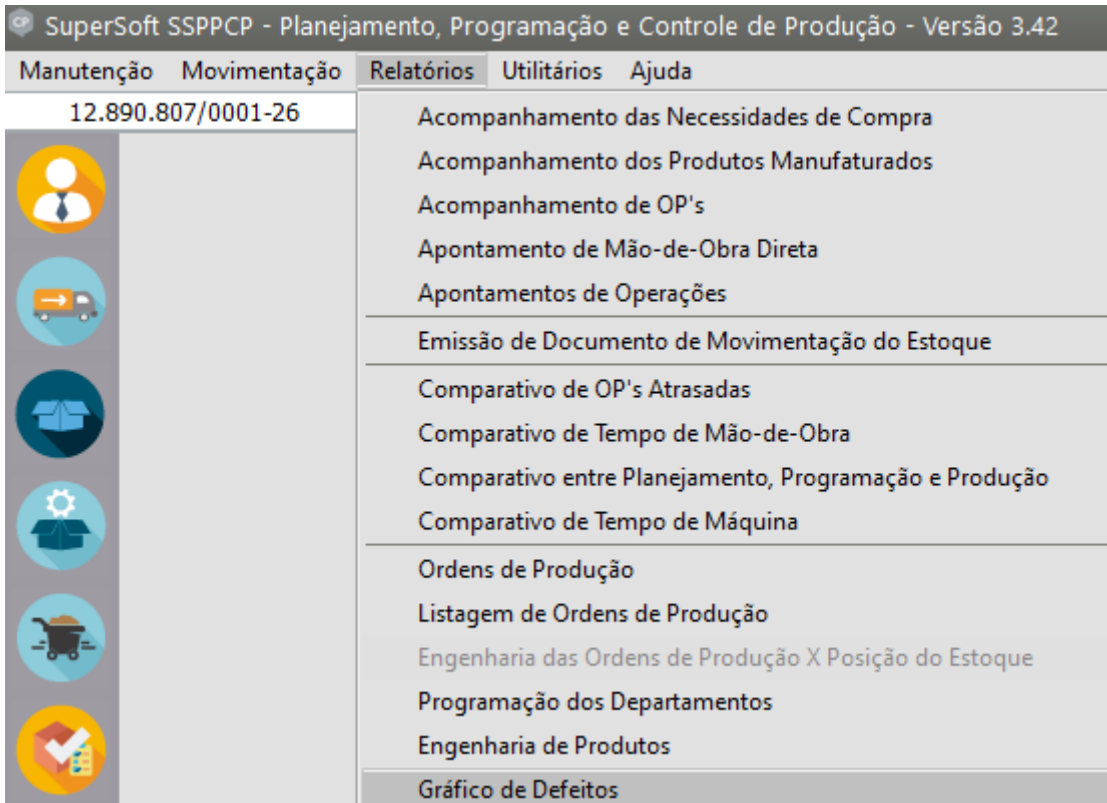 SuperSoft SSPPCP - Planejamento, Programação e Controle de Produção - Versão 3.42
Manutenção Movimentação Relatórios Utilitários Ajuda
12.890.807/0001-26
Acompanhamento das Necessidades de Compra
Acompanhamento dos Produtos Manufaturados
Acompanhamento de OP's
Apontamento de Mão-de-Obra Direta
Apontamentos de Operações
Emissão de Documento de Movimentação do Estoque
Comparativo de OP's Atrasadas
Comparativo de Tempo de Mão-de-Obra
Comparativo entre Planejamento, Programação e Produção
Comparativo de Tempo de Máquina
Ordens de Produção
Listagem de Ordens de Produção
Engenharia das Ordens de Produção X Posição do Estoque
Programação dos Departamentos
Engenharia de Produtos
Gráfico de Defeitos